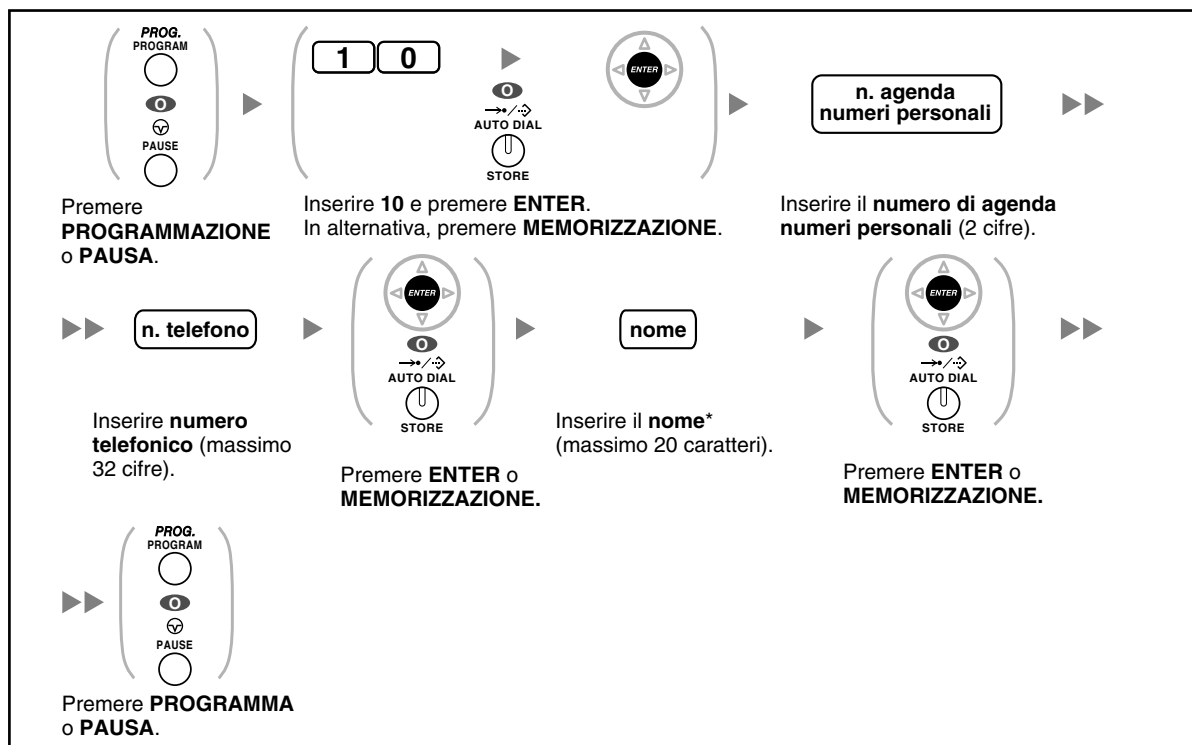 PROG.
PROGRAM
O
PAUSE
Premere
PROGRAMMAZIONE
o PAUSA.
1 0
O
AUTO DIAL
STORE
ENTER
Inserire 10 e premere ENTER.
In alternativa, premere MEMORIZZAZIONE.
n. agenda
numeri personali
Inserire il numero di agenda
numeri personali (2 cifre).
n. telefono
Inserire numero
telefonico (massimo
32 cifre).
ENTER
O
AUTO DIAL
STORE
Premere ENTER o
MEMORIZZAZIONE.
nome
Inserire il nome*
(massimo 20 caratteri).
ENTER
O
AUTO DIAL
STORE
Premere ENTER o
MEMORIZZAZIONE.
PROG.
PROGRAM
O
PAUSE
Premere PROGRAMMA
o PAUSA.